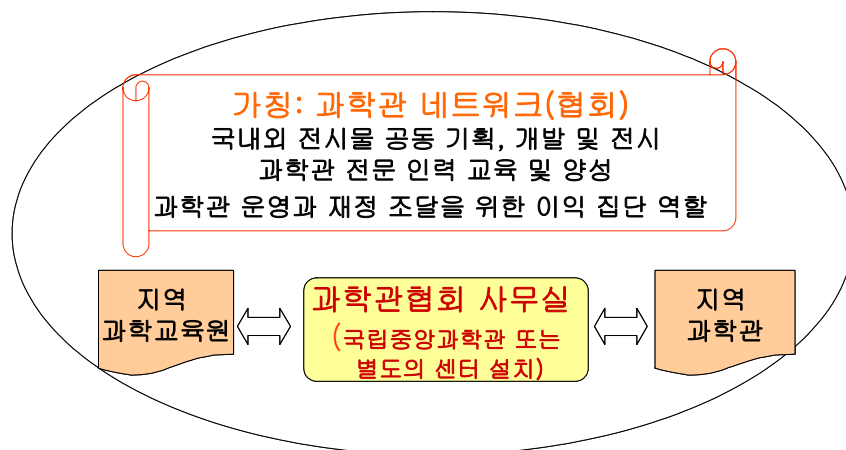 가칭: 과학관 네트워크(협회)
국내외 전시물 공동 기획, 개발 및 전시
과학관 전문 인력 교육 및 양성
과학관 운영과 재정 조달을 위한 이익 집단 역할
지역
과학교육원
과학관협회 사무실
(국립중앙과학관 또는
별도의 센터 설치)
지역
과학관